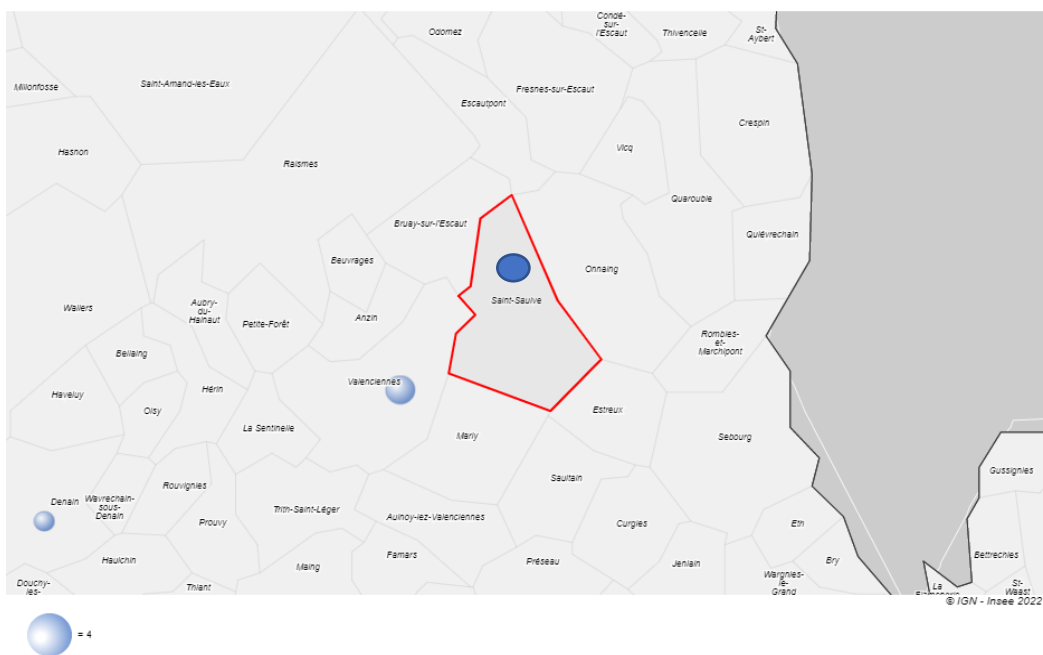 Condé-
sur-
l'Escaut
Odomez
Thivencelle
St-
Aybert
Millonfosse
Saint-Amand-les-Eaux
Fresnes-sur-Escaut
Escautpont
Crespin
Hasnon
Vicq
Raismes
Quarouble
Bruay-sur-l'Escaut
Quiévrechain
Beuvrages
Onnaing
Saint-Saulve
Wallers
Aubry-
du-
Hainaut
Petite-Forêt
Anzin
Rombies-
et-
Marchipont
Bellaing
Valenciennes
Hérin
Haveluy
Oisy
Estreux
La Sentinelle
Marly
Sebourg
Gussignies
Saultain
Rouvignies
Denain
Wavrechain-
sous-
Denain
Trith-Saint-Léger
Aulnoy-lez-Valenciennes
Prouvy
Curgies
Eth
Haulchin
Famars
Préseau
Jenlain
Bry
Bettrechies
Maing
Douchy-
les-
Thiant
Wargnies-
le-
Grand
La
St-
Waast
© IGN - Insee 2022
= 4